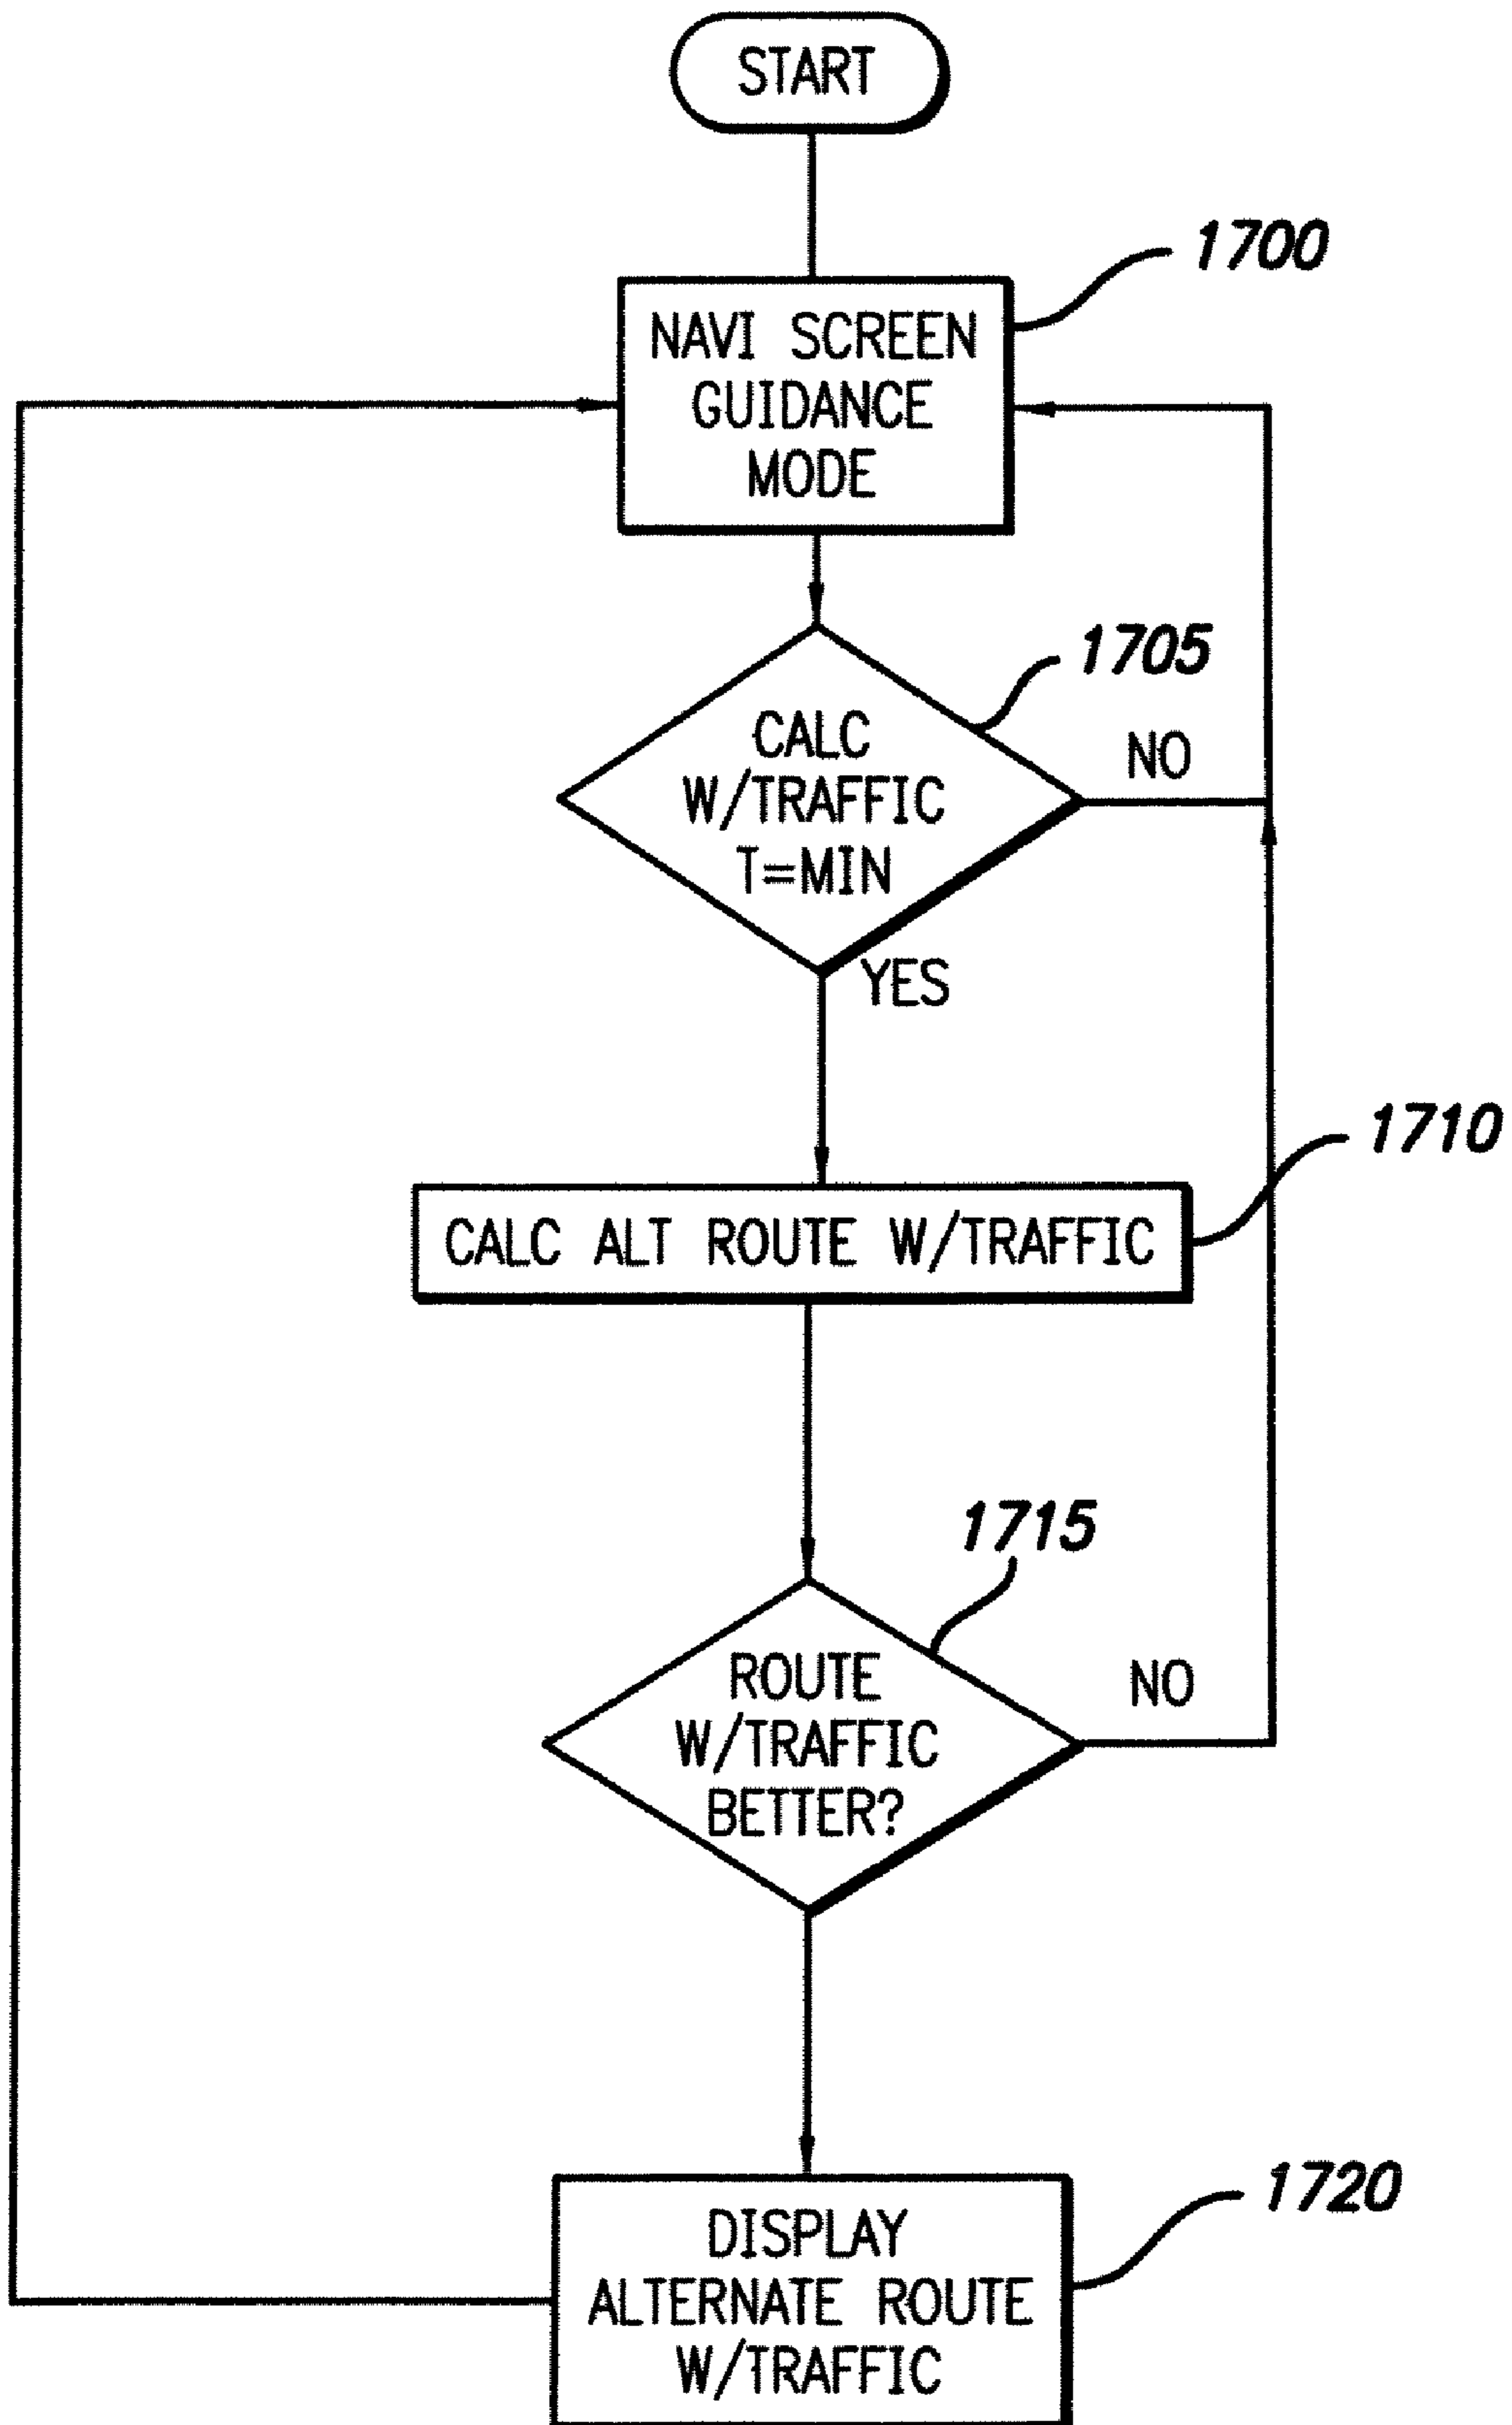 START
1700
NAVI SCREEN
GUIDANCE
MODE
1705
CALC
W/TRAFFIC
T=MIN
NO
YES
1710
CALC ALT ROUTE W/TRAFFIC
1715
ROUTE
W/TRAFFIC
BETTER?
NO
1720
DISPLAY
ALTERNATE ROUTE
W/TRAFFIC